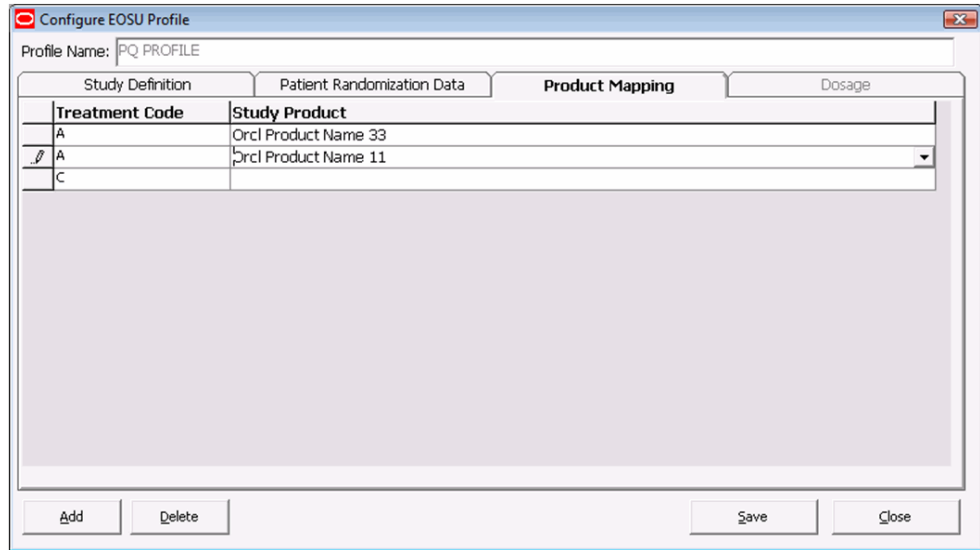 Configure EOSU Profile
Profile Name: PQ PROFILE
Study Definition Patient Randomization Data Product Mapping Dosage
Treatment Code Study Product
A Orcl Product Name 33
A Orcl Product Name 11
C
Add Delete Save Close